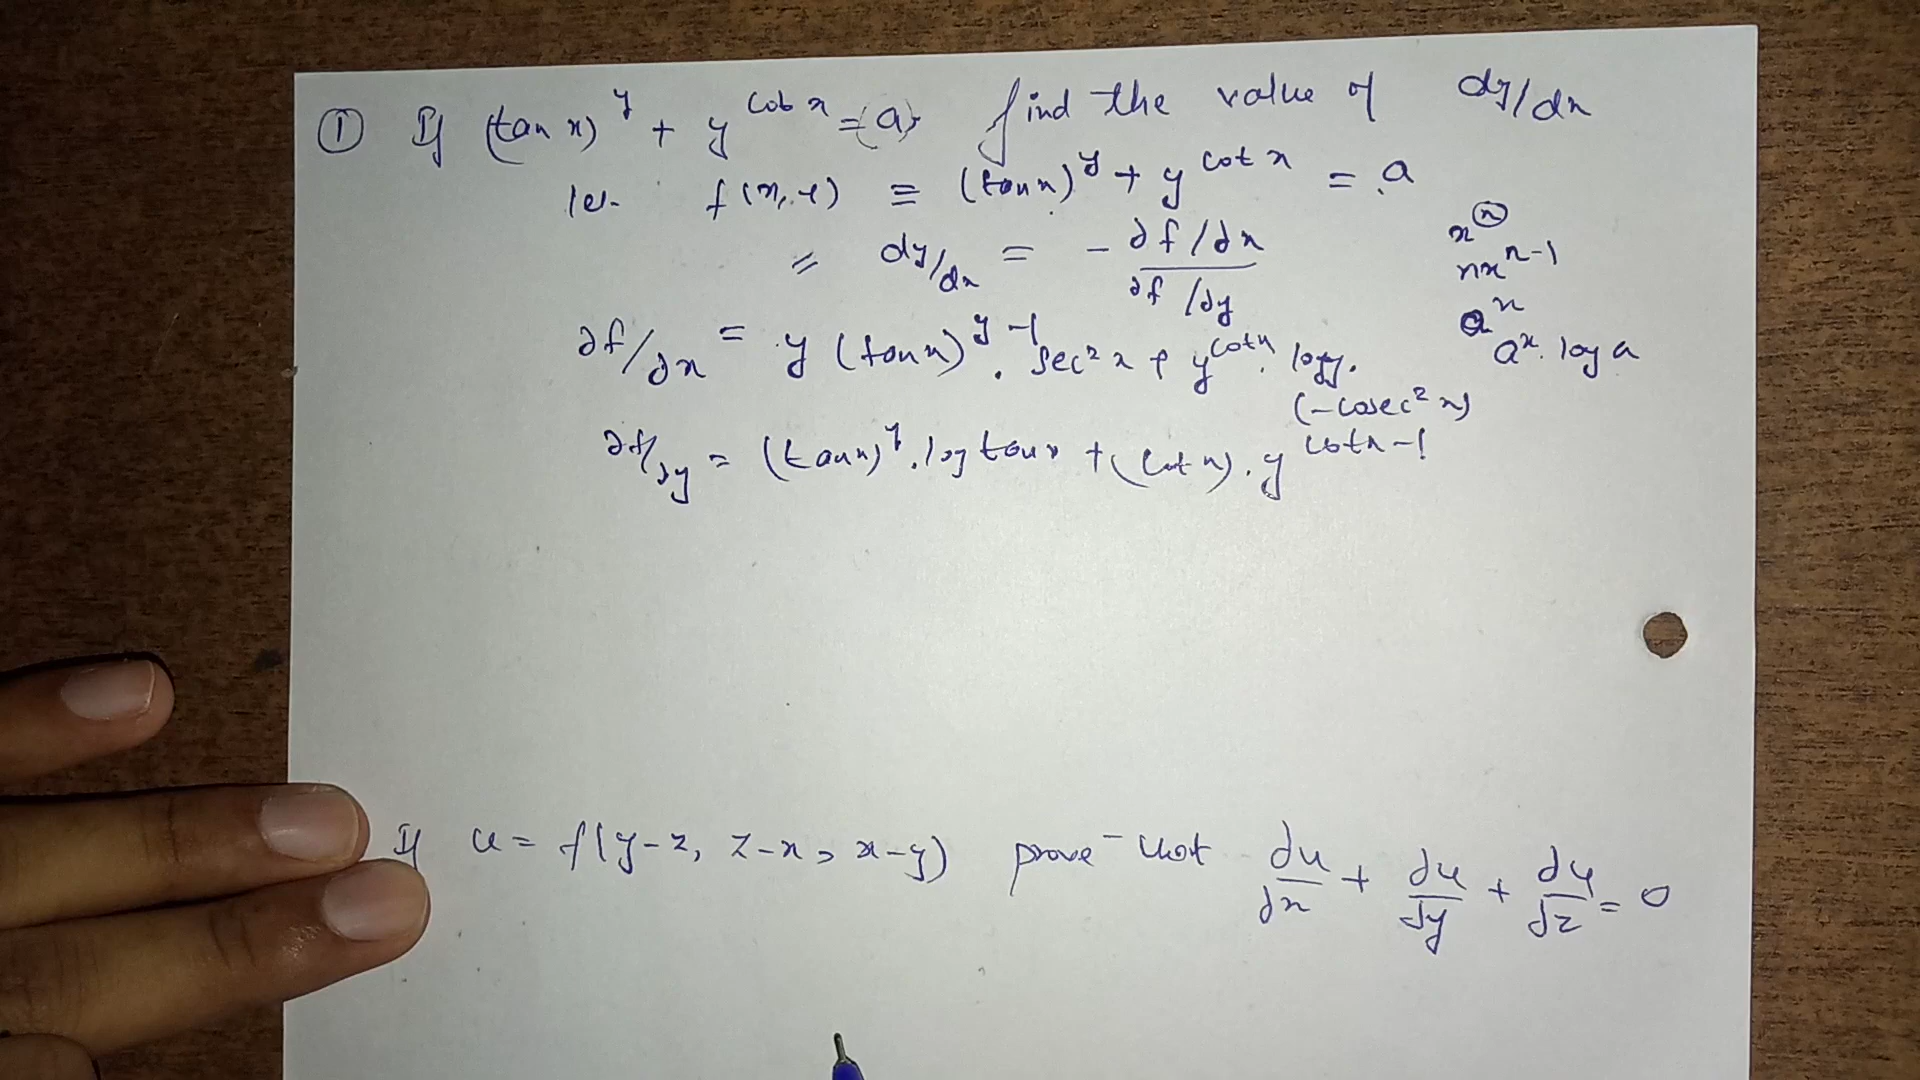 ① If (tan x)^y + y^cot x = (a) find the value of dy/dx
let f(x, y) ≡ (tan x)^y + y^cot x = a
= dy/dx = - ∂f/∂x / ∂f/∂y
x^n
nx^n-1
∂f/∂x = y (tan x)^y-1 . sec² x + y^cot x . log y .
(-cosec² x)
a^x
a^x . log a
∂f/∂y = (tan x)^y . log tan x + (cot x) . y^cot x-1
If u = f(y-z, z-x, x-y) prove that ∂u/∂x + ∂u/∂y + ∂u/∂z = 0